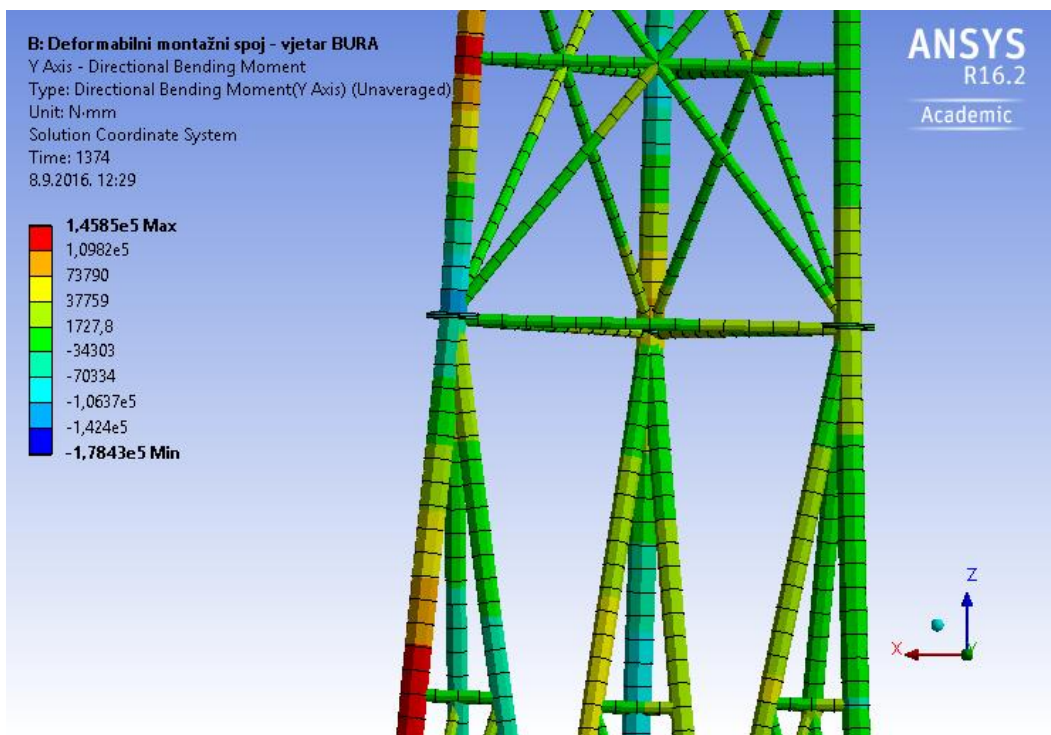 B: Deformabilni montažni spoj - vjetar BURA
Y Axis - Directional Bending Moment
Type: Directional Bending Moment(Y Axis) (Unaveraged)
Unit: N·mm
Solution Coordinate System
Time: 1374
8.9.2016. 12:29
1,4585e5 Max
1,0982e5
73790
37759
1727,8
-34303
-70334
-1,0637e5
-1,424e5
-1,7843e5 Min
ANSYS
R16.2
Academic
Z
X
Y